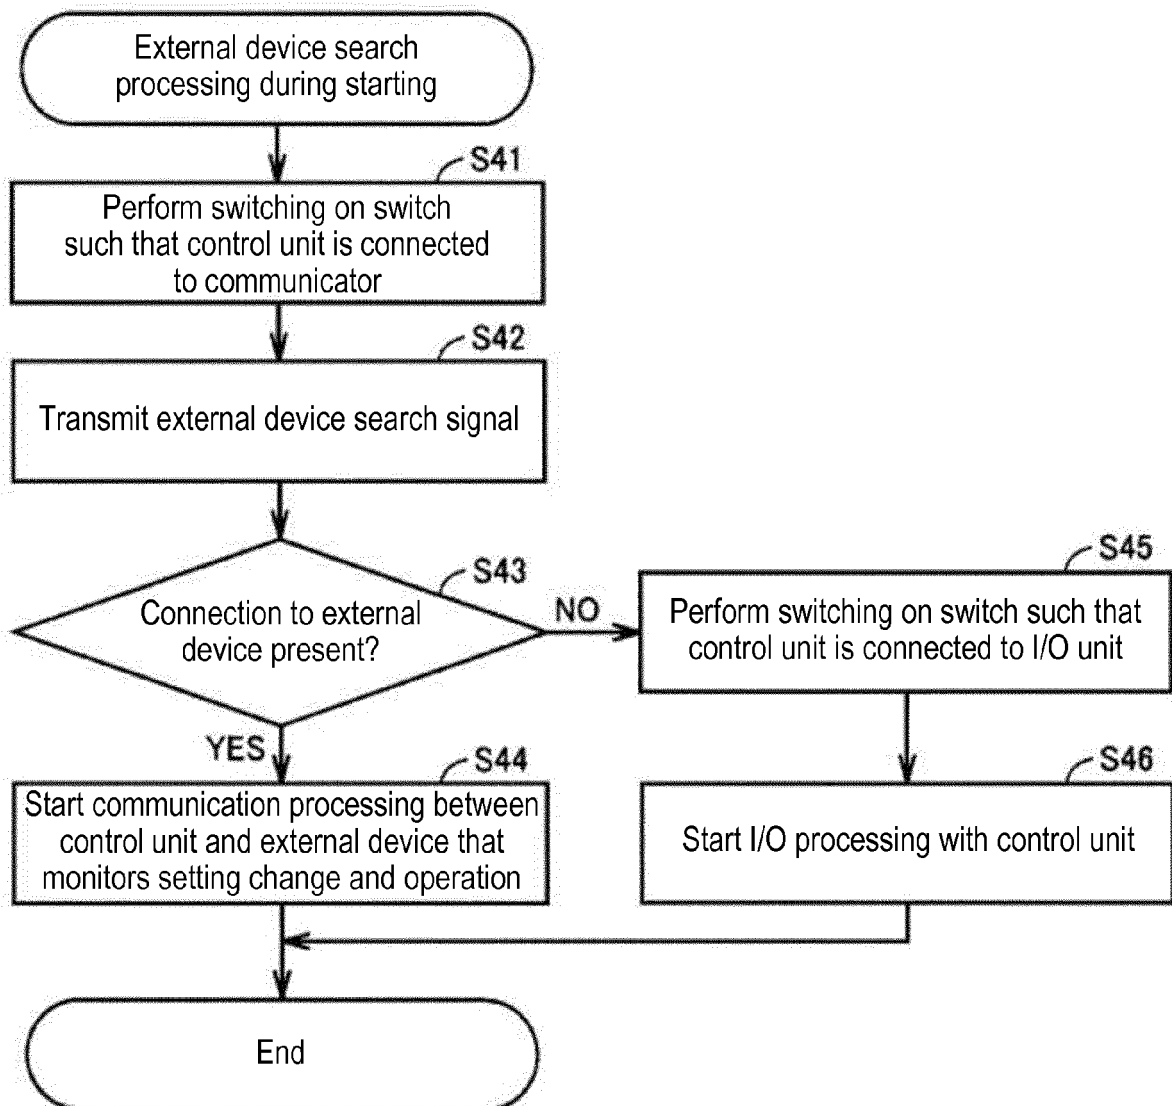 External device search
processing during starting
S41
Perform switching on switch
such that control unit is connected
to communicator
S42
Transmit external device search signal
S43
Connection to external
device present?
NO
S45
Perform switching on switch such that
control unit is connected to I/O unit
YES
S44
Start communication processing between
control unit and external device that
monitors setting change and operation
S46
Start I/O processing with control unit
End